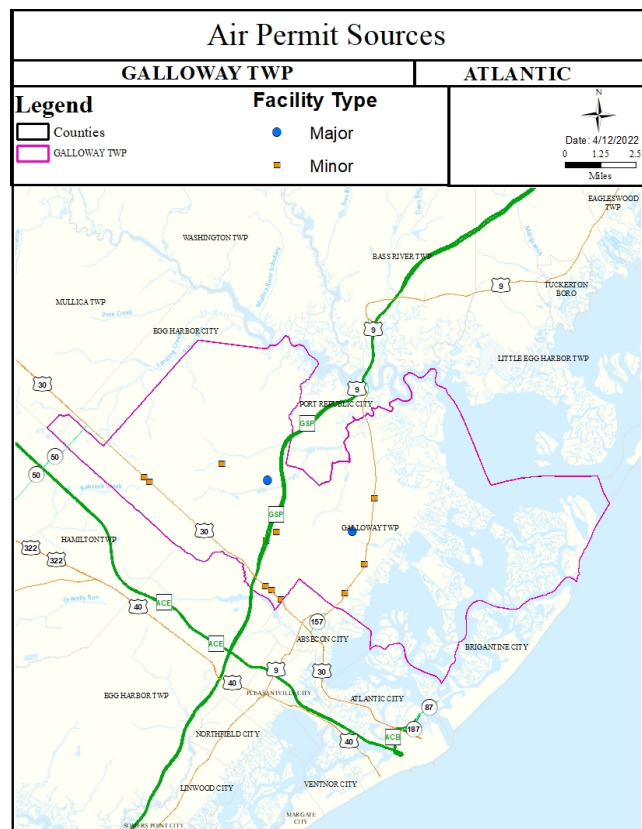 Air Permit Sources
GALLOWAY TWP
ATLANTIC
Legend
Counties
GALLOWAY TWP
Facility Type
Major
Minor
N
Date: 4/12/2022
0 1.25 2.5
Miles
EAGLESWOOD
TWP
WASHINGTON TWP
BASS RIVER TWP
9
TUCKERTON
BORO
MULLICA TWP
EGG HARBOR CITY
9
LITTLE EGG HARBOR TWP
30
9
PORT REPUBLIC CITY
GSP
50
50
GSP
30
GALLOWAY TWP
HAMILTON TWP
322
322
ACE
40
157
ABSECON CITY
ACE
BRIGANTINE CITY
9
30
40
PLEASANTVILLE CITY
EGG HARBOR TWP
ATLANTIC CITY
87
187
NORTHFIELD CITY
40
ACB
LINWOOD CITY
VENTNOR CITY
MARGATE
CITY
SOMERS POINT CITY